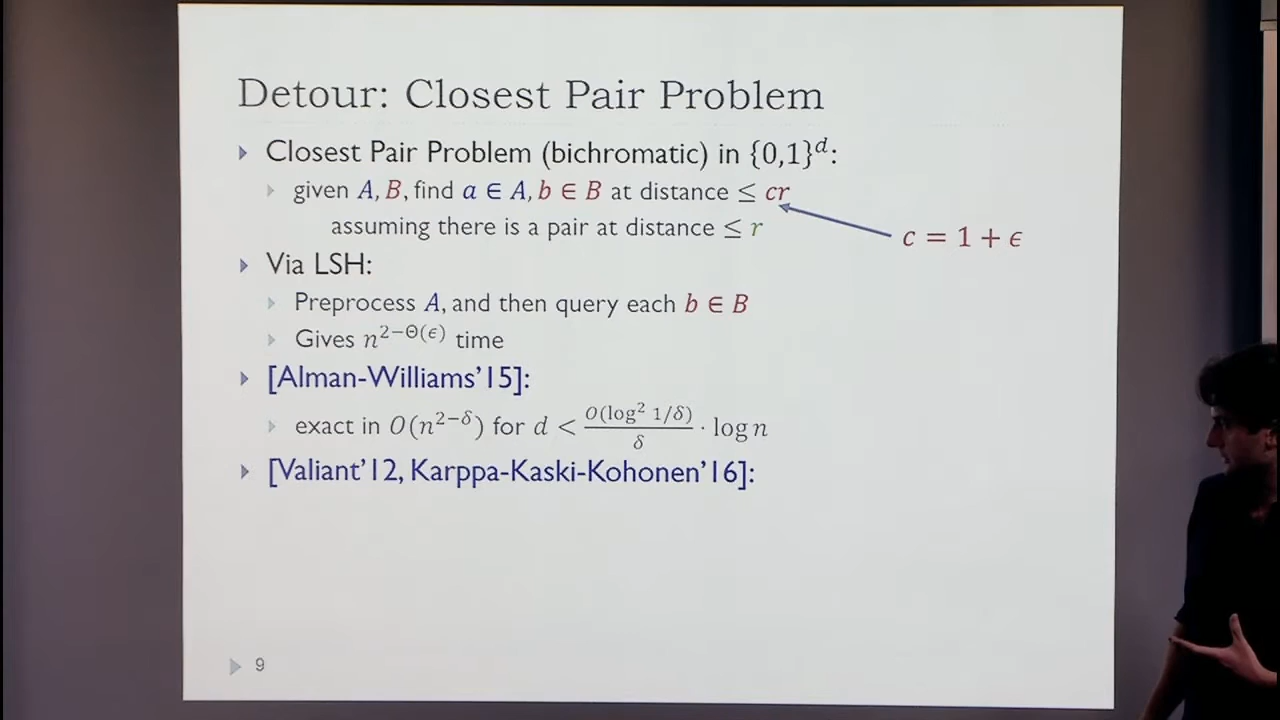 Detour: Closest Pair Problem
Closest Pair Problem (bichromatic) in {0,1}ᵈ:
given A, B, find a ∈ A, b ∈ B at distance ≤ cr
assuming there is a pair at distance ≤ r
c = 1 + ϵ
Via LSH:
Preprocess A, and then query each b ∈ B
Gives n^{2−Θ(ϵ)} time
[Alman-Williams'15]:
exact in O(n^{2−δ}) for d < \frac{O(log² 1/δ)}{δ} · log n
[Valiant'12, Karppa-Kaski-Kohonen'16]:
9